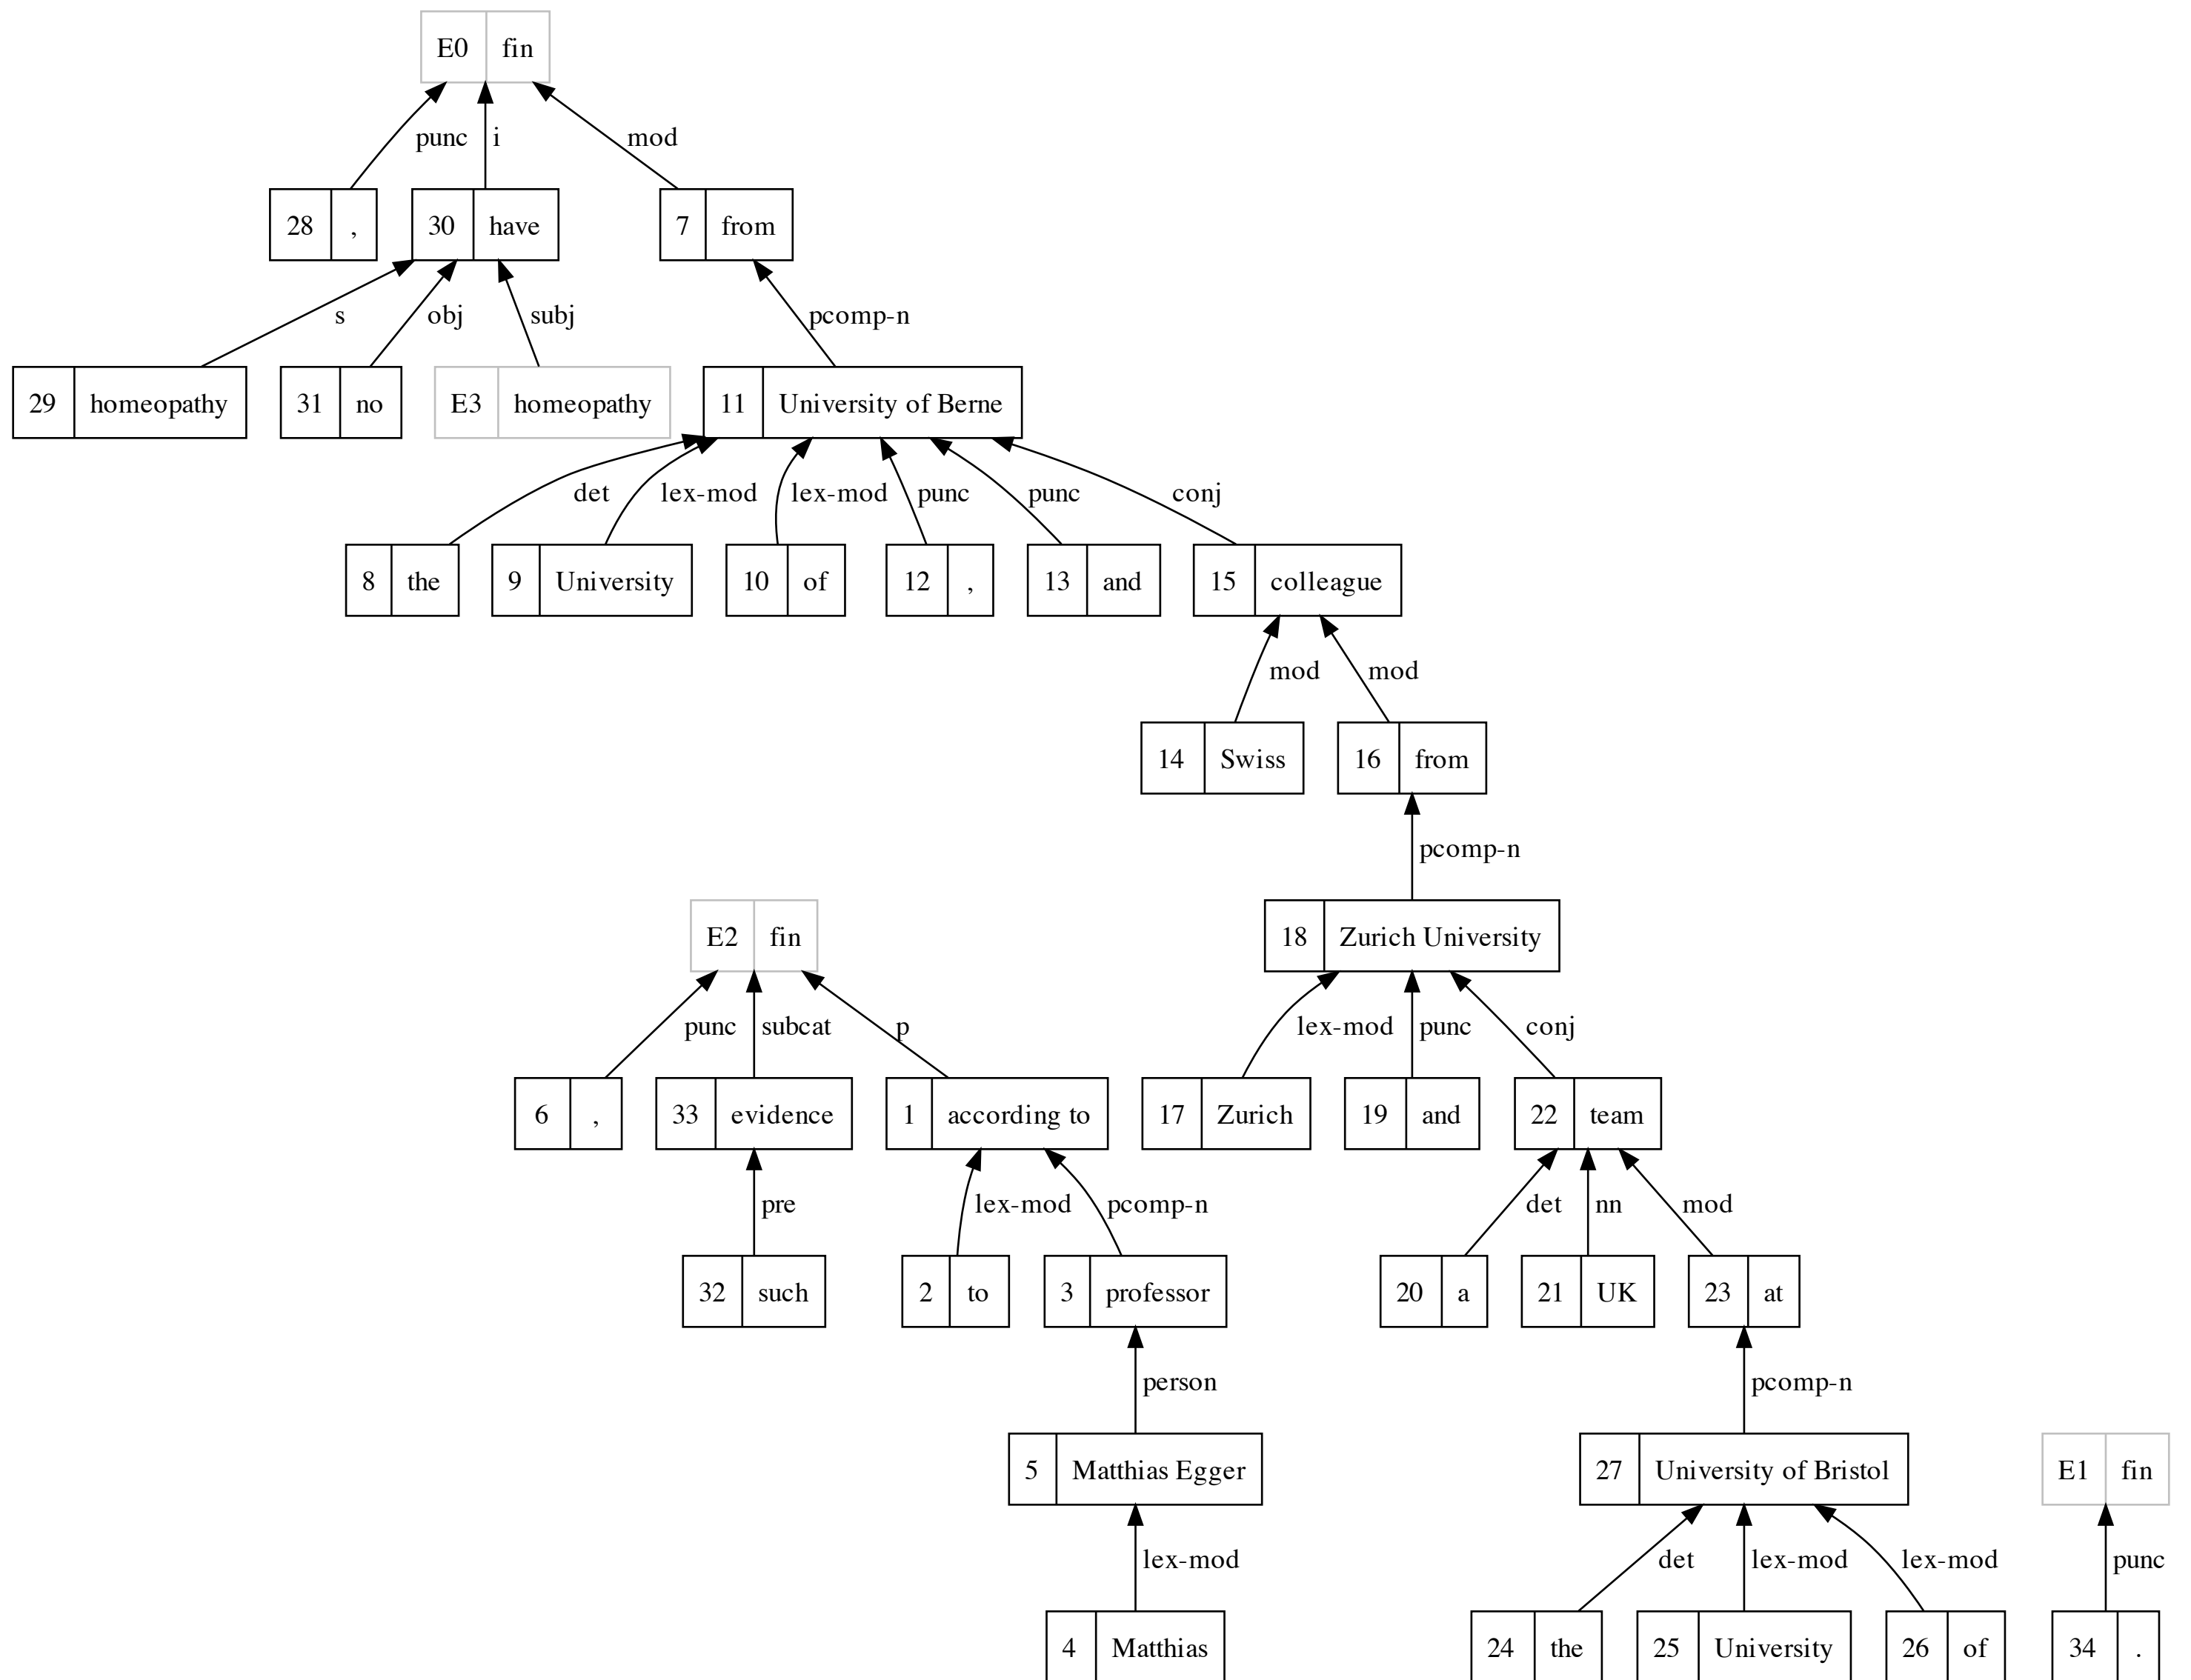 E0 fin
punc i mod
28 , 30 have 7 from
s obj subj pcomp-n
29 homeopathy 31 no E3 homeopathy 11 University of Berne
det lex-mod lex-mod punc punc conj
8 the 9 University 10 of 12 , 13 and 15 colleague
mod mod
14 Swiss 16 from
pcomp-n
E2 fin 18 Zurich University
punc subcat p lex-mod punc conj
6 , 33 evidence 1 according to 17 Zurich 19 and 22 team
pre lex-mod pcomp-n det nn mod
32 such 2 to 3 professor 20 a 21 UK 23 at
person pcomp-n
5 Matthias Egger 27 University of Bristol E1 fin
lex-mod det lex-mod lex-mod punc
4 Matthias 24 the 25 University 26 of 34 .